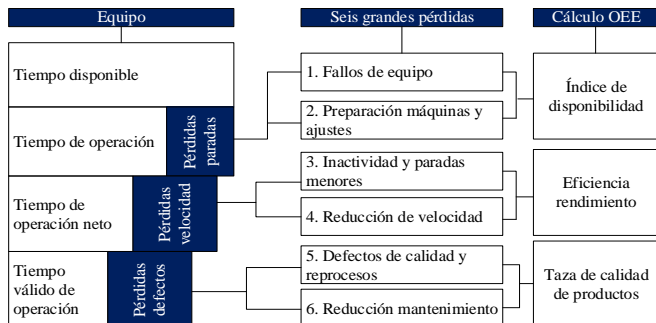 Equipo
Seis grandes pérdidas
Cálculo OEE
Tiempo disponible
Tiempo de operación
Pérdidas
paradas
Tiempo de
operación neto
Pérdidas
velocidad
Tiempo
válido de
operación
Pérdidas
defectos
1. Fallos de equipo
2. Preparación máquinas y
ajustes
3. Inactividad y paradas
menores
4. Reducción de velocidad
5. Defectos de calidad y
reprocesos
6. Reducción mantenimiento
Índice de
disponibilidad
Eficiencia
rendimiento
Taza de calidad
de productos